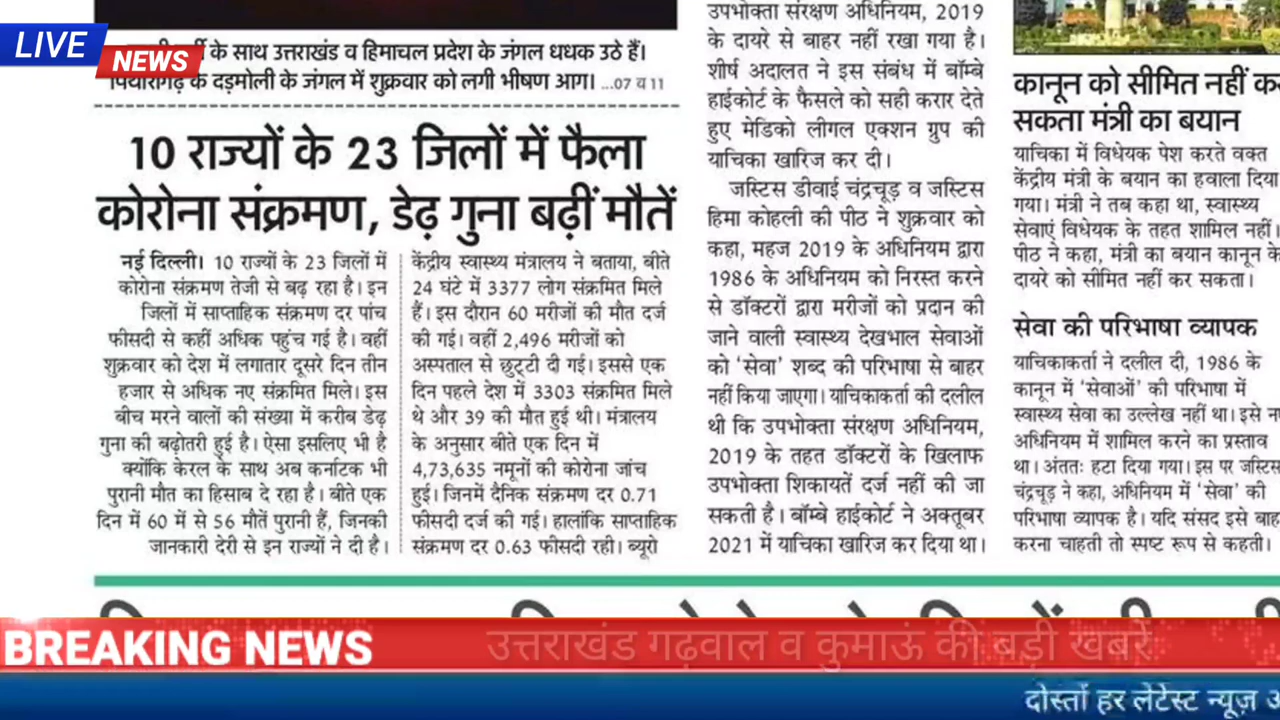 LIVE
NEWS
के साथ उत्तराखंड व हिमाचल प्रदेश के जंगल धधक उठे हैं।
के दड़मोली के जंगल में शुक्रवार को लगी भीषण आग। ...07 व 11
10 राज्यों के 23 जिलों में फैला
कोरोना संक्रमण, डेढ़ गुना बढ़ीं मौतें
नई दिल्ली। 10 राज्यों के 23 जिलों में
कोरोना संक्रमण तेजी से बढ़ रहा है। इन
जिलों में साप्ताहिक संक्रमण दर पांच
फीसदी से कहीं अधिक पहुंच गई है। वहीं
शुक्रवार को देश में लगातार दूसरे दिन तीन
हजार से अधिक नए संक्रमित मिले। इस
बीच मरने वालों की संख्या में करीब डेढ़
गुना की बढ़ोतरी हुई है। ऐसा इसलिए भी है
क्योंकि केरल के साथ अब कर्नाटक भी
पुरानी मौत का हिसाब दे रहा है। बीते एक
दिन में 60 में से 56 मौतें पुरानी हैं, जिनकी
जानकारी देरी से इन राज्यों ने दी है।
केंद्रीय स्वास्थ्य मंत्रालय ने बताया, बीते
24 घंटे में 3377 लोग संक्रमित मिले
हैं। इस दौरान 60 मरीजों की मौत दर्ज
की गई। वहीं 2,496 मरीजों को
अस्पताल से छुट्टी दी गई। इससे एक
दिन पहले देश में 3303 संक्रमित मिले
थे और 39 की मौत हुई थी। मंत्रालय
के अनुसार बीते एक दिन में
4,73,635 नमूनों की कोरोना जांच
हुई। जिनमें दैनिक संक्रमण दर 0.71
फीसदी दर्ज की गई। हालांकि साप्ताहिक
संक्रमण दर 0.63 फीसदी रही। ब्यूरो
उपभोक्ता संरक्षण अधिनियम, 2019
के दायरे से बाहर नहीं रखा गया है।
शीर्ष अदालत ने इस संबंध में बॉम्बे
हाईकोर्ट के फैसले को सही करार देते
हुए मेडिको लीगल एक्शन ग्रुप की
याचिका खारिज कर दी।
जस्टिस डीवाई चंद्रचूड़ व जस्टिस
हिमा कोहली की पीठ ने शुक्रवार को
कहा, महज 2019 के अधिनियम द्वारा
1986 के अधिनियम को निरस्त करने
से डॉक्टरों द्वारा मरीजों को प्रदान की
जाने वाली स्वास्थ्य देखभाल सेवाओं
को ‘सेवा’ शब्द की परिभाषा से बाहर
नहीं किया जाएगा। याचिकाकर्ता की दलील
थी कि उपभोक्ता संरक्षण अधिनियम,
2019 के तहत डॉक्टरों के खिलाफ
उपभोक्ता शिकायतें दर्ज नहीं की जा
सकती है। बॉम्बे हाईकोर्ट ने अक्तूबर
2021 में याचिका खारिज कर दिया था।
कानून को सीमित नहीं कर
सकता मंत्री का बयान
याचिका में विधेयक पेश करते वक्त
केंद्रीय मंत्री के बयान का हवाला दिया
गया। मंत्री ने तब कहा था, स्वास्थ्य
सेवाएं विधेयक के तहत शामिल नहीं।
पीठ ने कहा, मंत्री का बयान कानून के
दायरे को सीमित नहीं कर सकता।
सेवा की परिभाषा व्यापक
याचिकाकर्ता ने दलील दी, 1986 के
कानून में ‘सेवाओं’ की परिभाषा में
स्वास्थ्य सेवा का उल्लेख नहीं था। इसे
अधिनियम में शामिल करने का प्रस्ताव
था। अंततः हटा दिया गया। इस पर जस्टिस
चंद्रचूड़ ने कहा, अधिनियम में ‘सेवा’ की
परिभाषा व्यापक है। यदि संसद इसे
करना चाहती तो स्पष्ट रूप से कहती।
BREAKING NEWS
उत्तराखंड गढ़वाल व कुमाऊं की बड़ी खबरें
दोस्तों हर लेटेस्ट न्यूज़